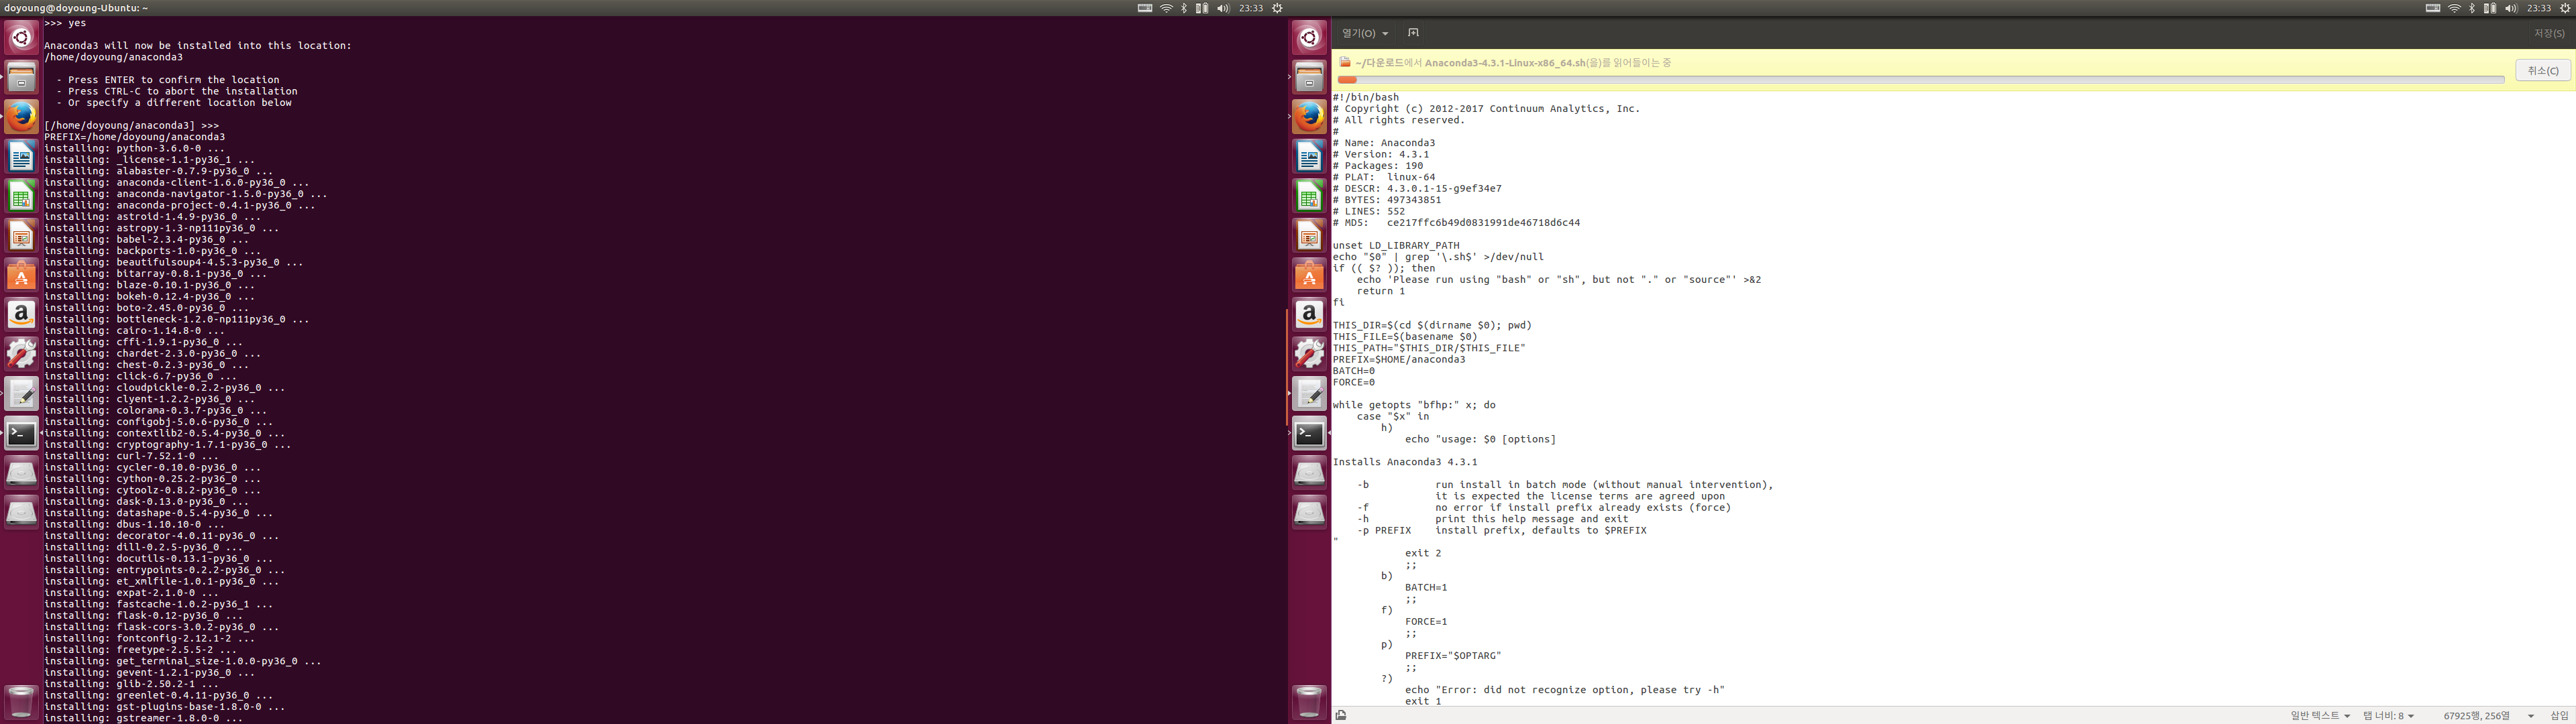 doyoung@doyoung-Ubuntu: ~
23:33
>>> yes
Anaconda3 will now be installed into this location:
/home/doyoung/anaconda3
- Press ENTER to confirm the location
- Press CTRL-C to abort the installation
- Or specify a different location below
[/home/doyoung/anaconda3] >>>
PREFIX=/home/doyoung/anaconda3
installing: python-3.6.0-0 ...
installing: _license-1.1-py36_1 ...
installing: alabaster-0.7.9-py36_0 ...
installing: anaconda-client-1.6.0-py36_0 ...
installing: anaconda-navigator-1.5.0-py36_0 ...
installing: anaconda-project-0.4.1-py36_0 ...
installing: astroid-1.4.9-py36_0 ...
installing: astropy-1.3-np111py36_0 ...
installing: babel-2.3.4-py36_0 ...
installing: backports-1.0-py36_0 ...
installing: beautifulsoup4-4.5.3-py36_0 ...
installing: bitarray-0.8.1-py36_0 ...
installing: blaze-0.10.1-py36_0 ...
installing: bokeh-0.12.4-py36_0 ...
installing: boto-2.45.0-py36_0 ...
installing: bottleneck-1.2.0-np111py36_0 ...
installing: cairo-1.14.8-0 ...
installing: cffi-1.9.1-py36_0 ...
installing: chardet-2.3.0-py36_0 ...
installing: chest-0.2.3-py36_0 ...
installing: click-6.7-py36_0 ...
installing: cloudpickle-0.2.2-py36_0 ...
installing: clyent-1.2.2-py36_0 ...
installing: colorama-0.3.7-py36_0 ...
installing: configobj-5.0.6-py36_0 ...
installing: contextlib2-0.5.4-py36_0 ...
installing: cryptography-1.7.1-py36_0 ...
installing: curl-7.52.1-0 ...
installing: cycler-0.10.0-py36_0 ...
installing: cython-0.25.2-py36_0 ...
installing: cytoolz-0.8.2-py36_0 ...
installing: dask-0.13.0-py36_0 ...
installing: datashape-0.5.4-py36_0 ...
installing: dbus-1.10.10-0 ...
installing: decorator-4.0.11-py36_0 ...
installing: dill-0.2.5-py36_0 ...
installing: docutils-0.13.1-py36_0 ...
installing: entrypoints-0.2.2-py36_0 ...
installing: et_xmlfile-1.0.1-py36_0 ...
installing: expat-2.1.0-0 ...
installing: fastcache-1.0.2-py36_1 ...
installing: flask-0.12-py36_0 ...
installing: flask-cors-3.0.2-py36_0 ...
installing: fontconfig-2.12.1-2 ...
installing: freetype-2.5.5-2 ...
installing: get_terminal_size-1.0.0-py36_0 ...
installing: gevent-1.2.1-py36_0 ...
installing: glib-2.50.2-1 ...
installing: greenlet-0.4.11-py36_0 ...
installing: gst-plugins-base-1.8.0-0 ...
installing: gstreamer-1.8.0-0 ...
23:33
열기(O)
저장(S)
~/다운로드에서 Anaconda3-4.3.1-Linux-x86_64.sh(을)를 읽어들이는 중
취소(C)
#!/bin/bash
# Copyright (c) 2012-2017 Continuum Analytics, Inc.
# All rights reserved.
#
# Name: Anaconda3
# Version: 4.3.1
# Packages: 190
# PLAT:  linux-64
# DESCR: 4.3.0.1-15-g9ef34e7
# BYTES: 497343851
# LINES: 552
# MD5:   ce217ffc6b49d0831991de46718d6c44
unset LD_LIBRARY_PATH
echo "$0" | grep '\.sh$' >/dev/null
if (( $? )); then
    echo 'Please run using "bash" or "sh", but not "." or "source"' >&2
    return 1
fi
THIS_DIR=$(cd $(dirname $0); pwd)
THIS_FILE=$(basename $0)
THIS_PATH="$THIS_DIR/$THIS_FILE"
PREFIX=$HOME/anaconda3
BATCH=0
FORCE=0
while getopts "bfhp:" x; do
    case "$x" in
        h)
            echo "usage: $0 [options]
Installs Anaconda3 4.3.1
    -b           run install in batch mode (without manual intervention),
                 it is expected the license terms are agreed upon
    -f           no error if install prefix already exists (force)
    -h           print this help message and exit
    -p PREFIX    install prefix, defaults to $PREFIX
"
            exit 2
            ;;
        b)
            BATCH=1
            ;;
        f)
            FORCE=1
            ;;
        p)
            PREFIX="$OPTARG"
            ;;
        ?)
            echo "Error: did not recognize option, please try -h"
            exit 1
일반 텍스트 탭 너비: 8 67925행, 256열 삽입